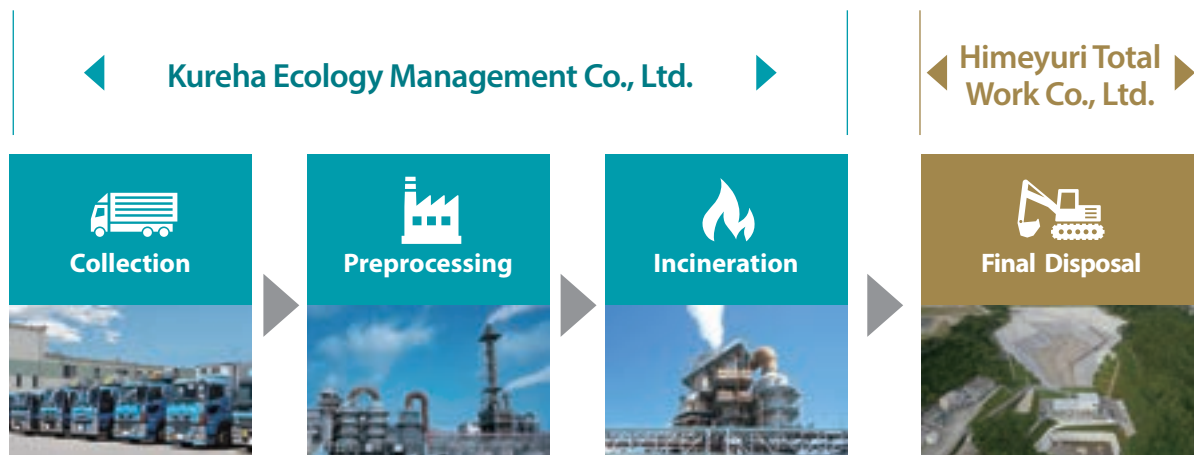 Kureha Ecology Management Co., Ltd.
Himeyuri Total
Work Co., Ltd.
Collection
Preprocessing
Incineration
Final Disposal